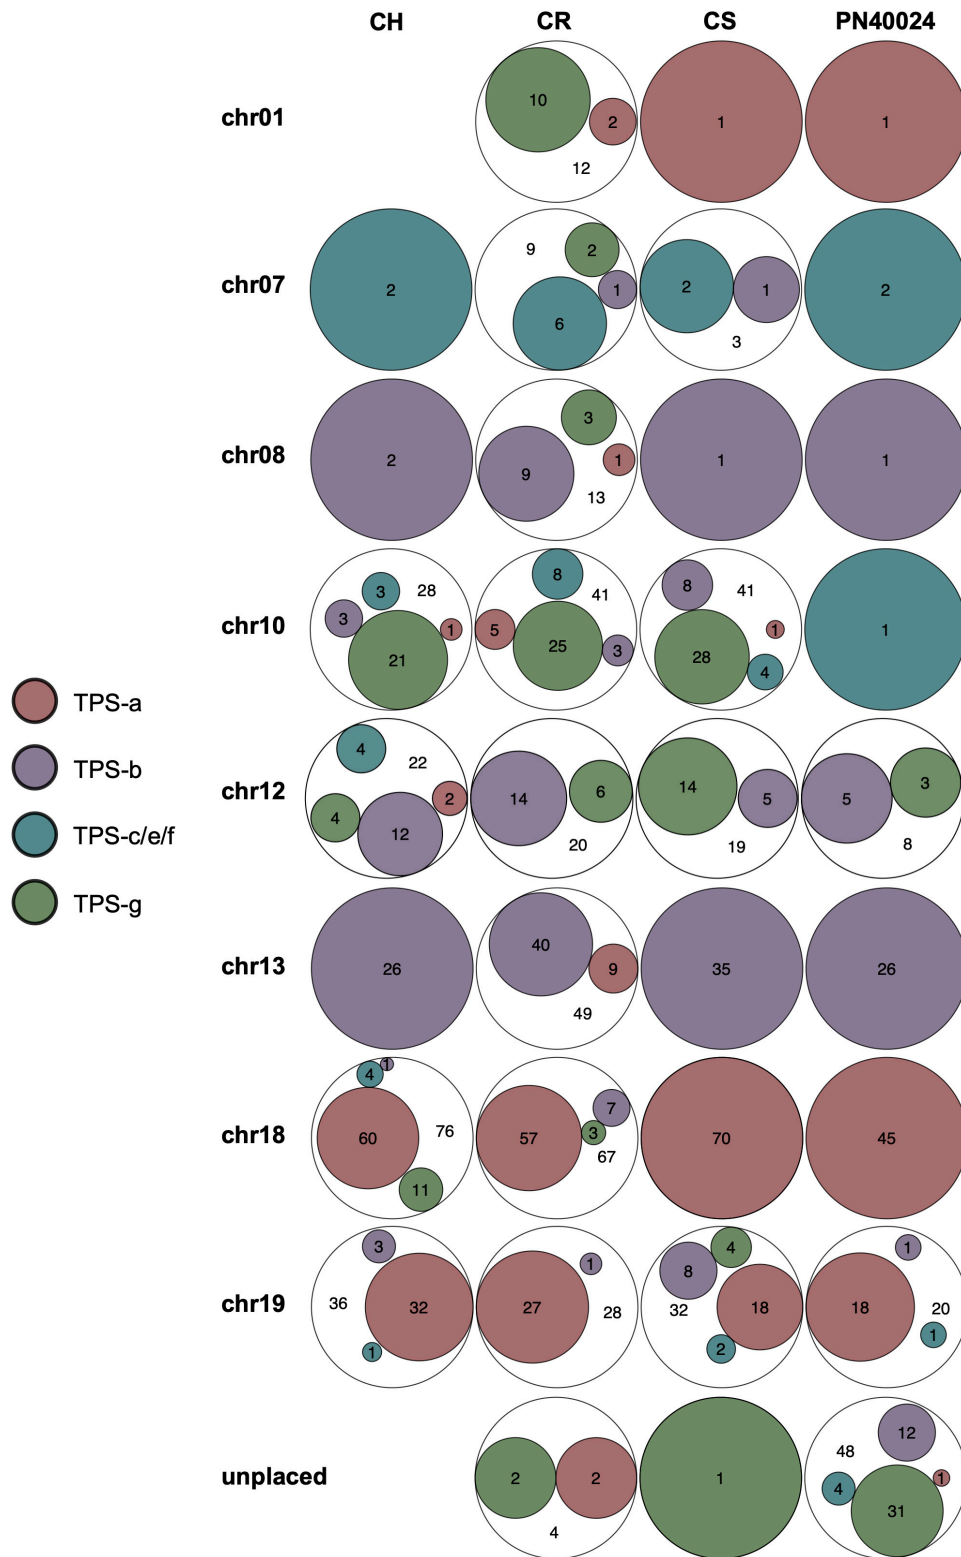 CH CR CS PN40024
chr01
10 2 12
1
1
chr07
2
9 2 1 6
2 1 3
2
chr08
2
3 9 1 13
1
1
chr10
3 28 3 1 21
8 41 5 25 3
8 41 1 28 4
1
chr12
4 22 2 4 12
14 6 20
14 5 19
5 3 8
chr13
26
40 9 49
35
26
chr18
1 4 60 76 11
57 7 3 67
70
45
chr19
3 36 32 1
1 27 28
4 8 32 18 2
1 18 20 1
unplaced
2 2 4
1
12 48 1 4 31
TPS-a
TPS-b
TPS-c/e/f
TPS-g